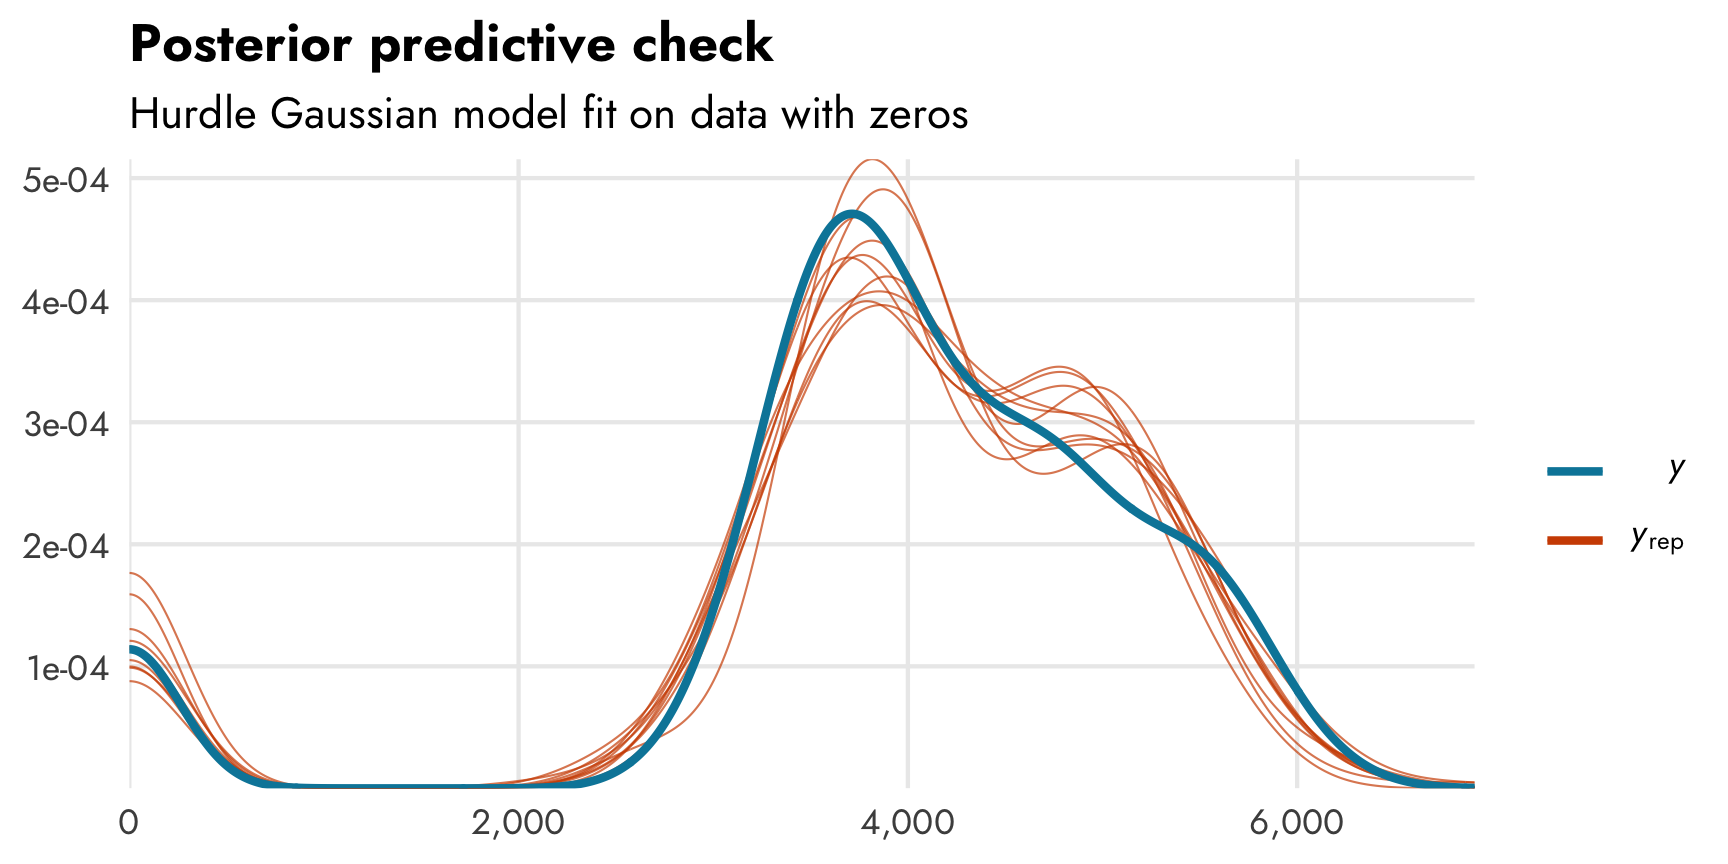 Posterior predictive check
Hurdle Gaussian model fit on data with zeros
5e-04
4e-04
3e-04
2e-04
1e-04
0 2,000 4,000 6,000
y
yrep